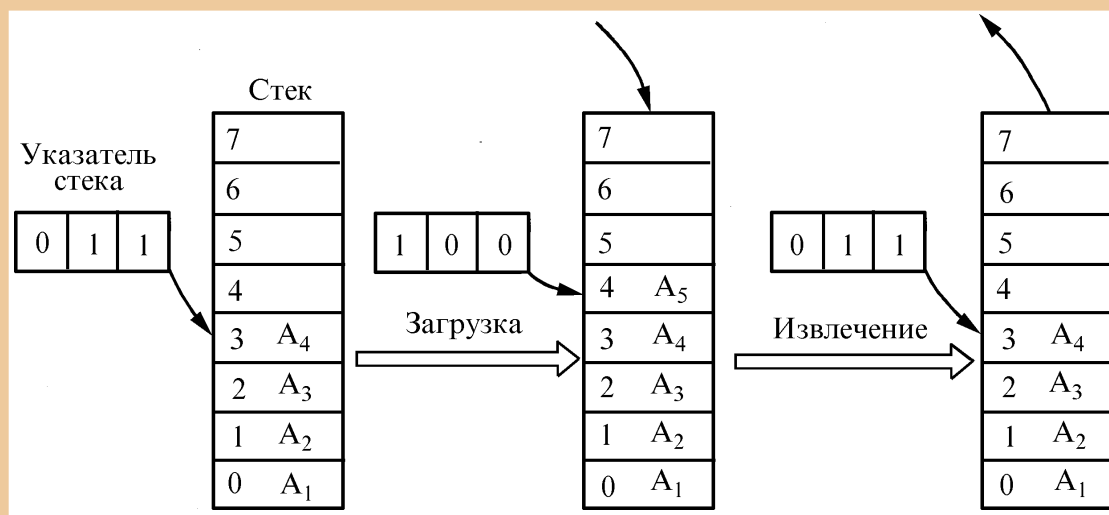 Стек
Указатель
стека
0 1 1
7
6
5
4
3 A₄
2 A₃
1 A₂
0 A₁
Загрузка
1 0 0
7
6
5
4 A₅
3 A₄
2 A₃
1 A₂
0 A₁
Извлечение
0 1 1
7
6
5
4
3 A₄
2 A₃
1 A₂
0 A₁